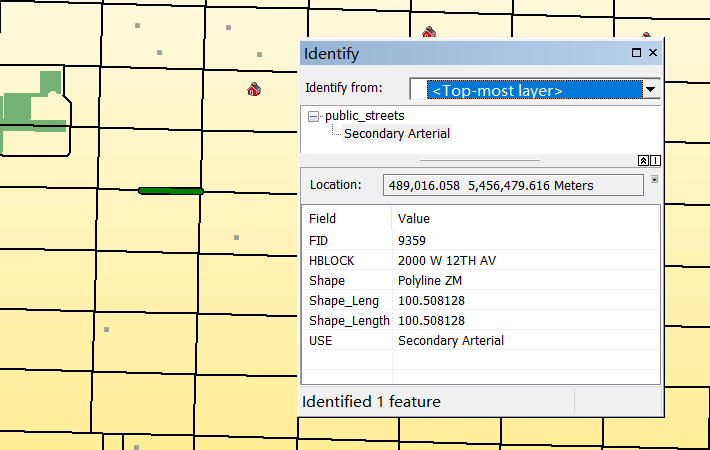 Identify
Identify from: <Top-most layer>
public_streets
Secondary Arterial
Location: 489,016.058 5,456,479.616 Meters
Field Value
FID 9359
HBLOCK 2000 W 12TH AV
Shape Polyline ZM
Shape_Leng 100.508128
Shape_Length 100.508128
USE Secondary Arterial
Identified 1 feature